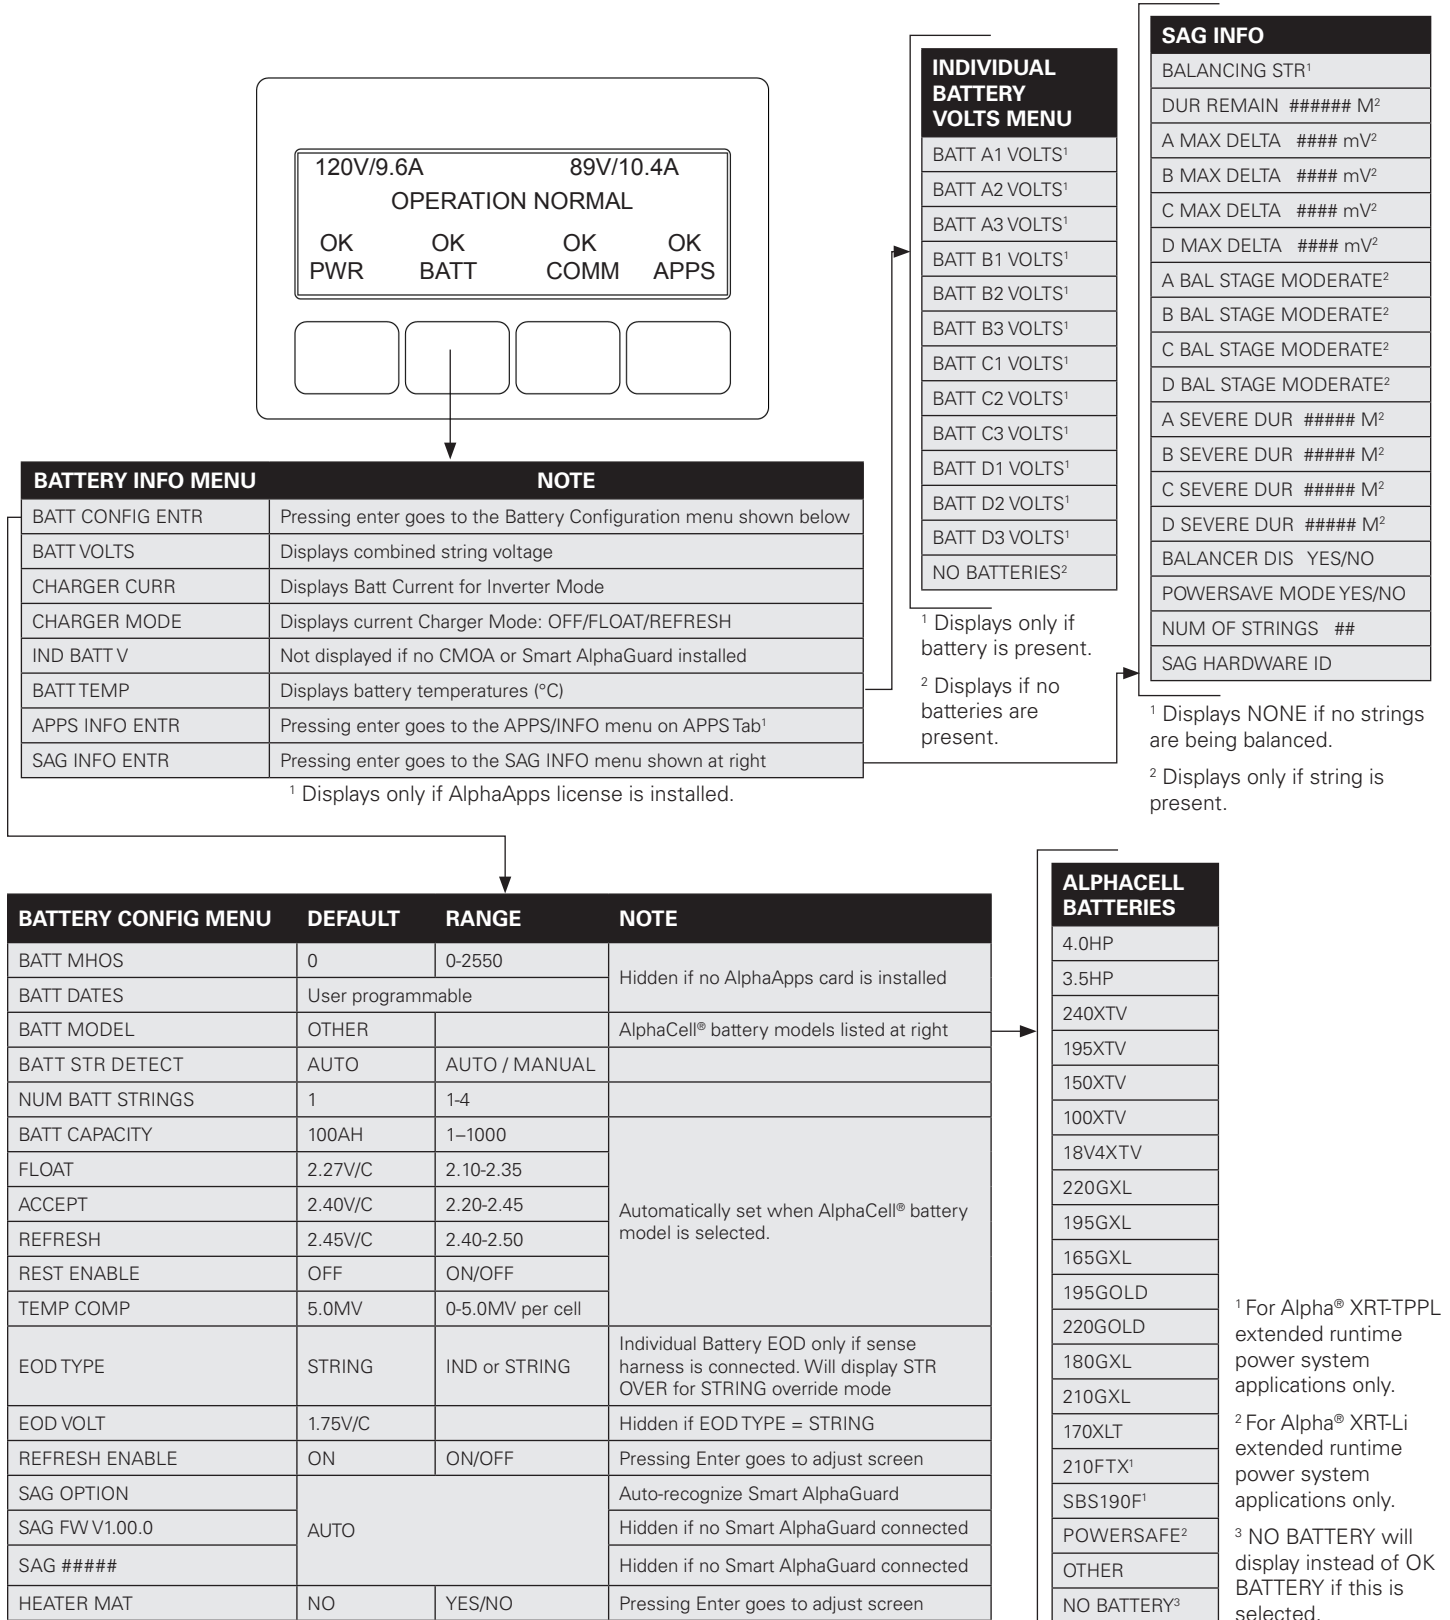 120V/9.6A 89V/10.4A
OPERATION NORMAL
OK OK OK OK
PWR BATT COMM APPS
BATTERY INFO MENU NOTE
BATT CONFIG ENTR Pressing enter goes to the Battery Configuration menu shown below
BATT VOLTS Displays combined string voltage
CHARGER CURR Displays Batt Current for Inverter Mode
CHARGER MODE Displays current Charger Mode: OFF/FLOAT/REFRESH
IND BATT V Not displayed if no CMOA or Smart AlphaGuard installed
BATT TEMP Displays battery temperatures (°C)
APPS INFO ENTR Pressing enter goes to the APPS/INFO menu on APPS Tab¹
SAG INFO ENTR Pressing enter goes to the SAG INFO menu shown at right
¹ Displays only if AlphaApps license is installed.
INDIVIDUAL
BATTERY
VOLTS MENU
BATT A1 VOLTS¹
BATT A2 VOLTS¹
BATT A3 VOLTS¹
BATT B1 VOLTS¹
BATT B2 VOLTS¹
BATT B3 VOLTS¹
BATT C1 VOLTS¹
BATT C2 VOLTS¹
BATT C3 VOLTS¹
BATT D1 VOLTS¹
BATT D2 VOLTS¹
BATT D3 VOLTS¹
NO BATTERIES²
¹ Displays only if
battery is present.
² Displays if no
batteries are
present.
SAG INFO
BALANCING STR¹
DUR REMAIN ###### M²
A MAX DELTA #### mV²
B MAX DELTA #### mV²
C MAX DELTA #### mV²
D MAX DELTA #### mV²
A BAL STAGE MODERATE²
B BAL STAGE MODERATE²
C BAL STAGE MODERATE²
D BAL STAGE MODERATE²
A SEVERE DUR ##### M²
B SEVERE DUR ##### M²
C SEVERE DUR ##### M²
D SEVERE DUR ##### M²
BALANCER DIS YES/NO
POWERSAVE MODE YES/NO
NUM OF STRINGS ##
SAG HARDWARE ID
¹ Displays NONE if no strings
are being balanced.
² Displays only if string is
present.
BATTERY CONFIG MENU DEFAULT RANGE NOTE
BATT MHOS 0 0-2550
Hidden if no AlphaApps card is installed
BATT DATES User programmable
BATT MODEL OTHER AlphaCell® battery models listed at right
BATT STR DETECT AUTO AUTO / MANUAL
NUM BATT STRINGS 1 1-4
BATT CAPACITY 100AH 1–1000
FLOAT 2.27V/C 2.10-2.35
ACCEPT 2.40V/C 2.20-2.45
Automatically set when AlphaCell® battery
model is selected.
REFRESH 2.45V/C 2.40-2.50
REST ENABLE OFF ON/OFF
TEMP COMP 5.0MV 0-5.0MV per cell
EOD TYPE STRING IND or STRING Individual Battery EOD only if sense
harness is connected. Will display STR
OVER for STRING override mode
EOD VOLT 1.75V/C Hidden if EOD TYPE = STRING
REFRESH ENABLE ON ON/OFF Pressing Enter goes to adjust screen
SAG OPTION Auto-recognize Smart AlphaGuard
SAG FW V1.00.0 AUTO Hidden if no Smart AlphaGuard connected
SAG ##### Hidden if no Smart AlphaGuard connected
HEATER MAT NO YES/NO Pressing Enter goes to adjust screen
ALPHACELL
BATTERIES
4.0HP
3.5HP
240XTV
195XTV
150XTV
100XTV
18V4XTV
220GXL
195GXL
165GXL
195GOLD
220GOLD
180GXL
210GXL
170XLT
210FTX¹
SBS190F¹
POWERSAFE²
OTHER
NO BATTERY³
¹ For Alpha® XRT-TPPL
extended runtime
power system
applications only.
² For Alpha® XRT-Li
extended runtime
power system
applications only.
³ NO BATTERY will
display instead of OK
BATTERY if this is
selected.